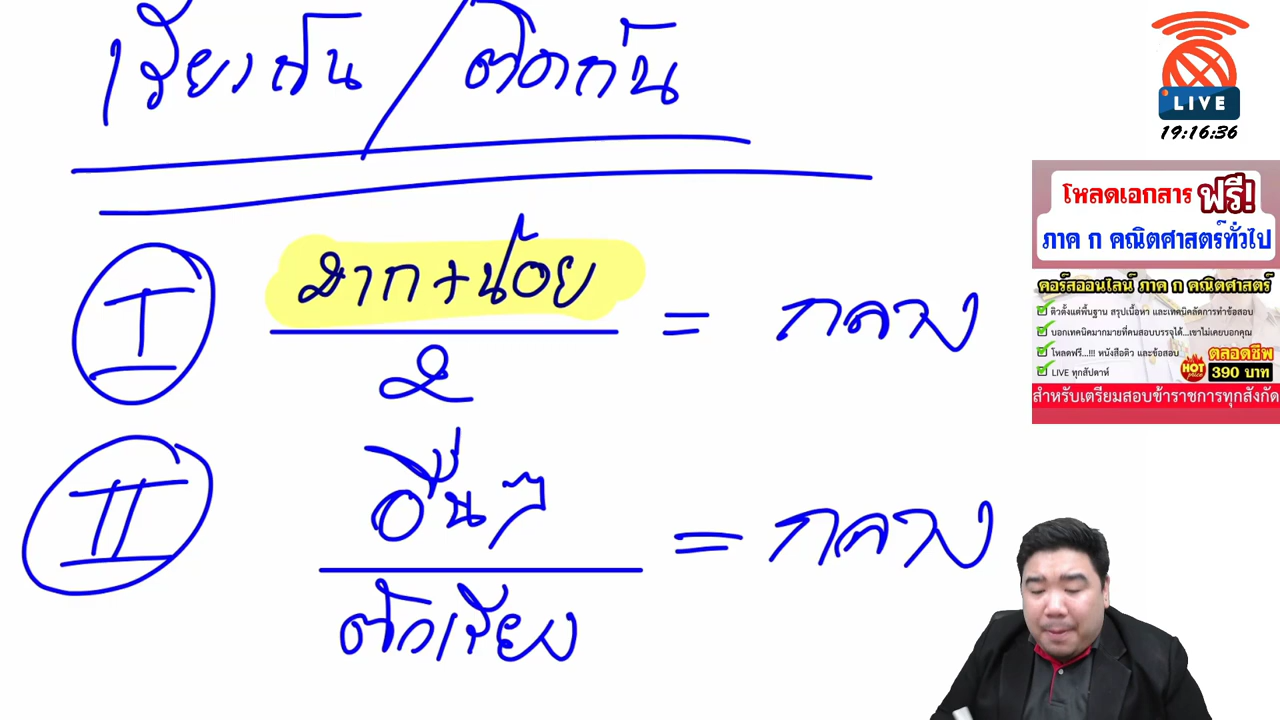 เรียงกัน / ติดกัน
LIVE
19:16:36
โหลดเอกสาร ฟรี!
ภาค ก คณิตศาสตร์ทั่วไป
คอร์สออนไลน์ ภาค ก คณิตศาสตร์
ติวตั้งแต่พื้นฐาน สรุปเนื้อหา และเทคนิคลัดการทำข้อสอบ
บอกเทคนิคมากมายที่คนสอบบรรจุได้...เขาไม่เคยบอกคุณ
โหลดฟรี...!!! หนังสือติว และข้อสอบ
LIVE ทุกสัปดาห์
HOT price
ตลอดชีพ
390 บาท
สำหรับเตรียมสอบข้าราชการทุกสังกัด
I
มาก + น้อย = กลาง
2
II
อื่นๆ = กลาง
ตัวเรียง